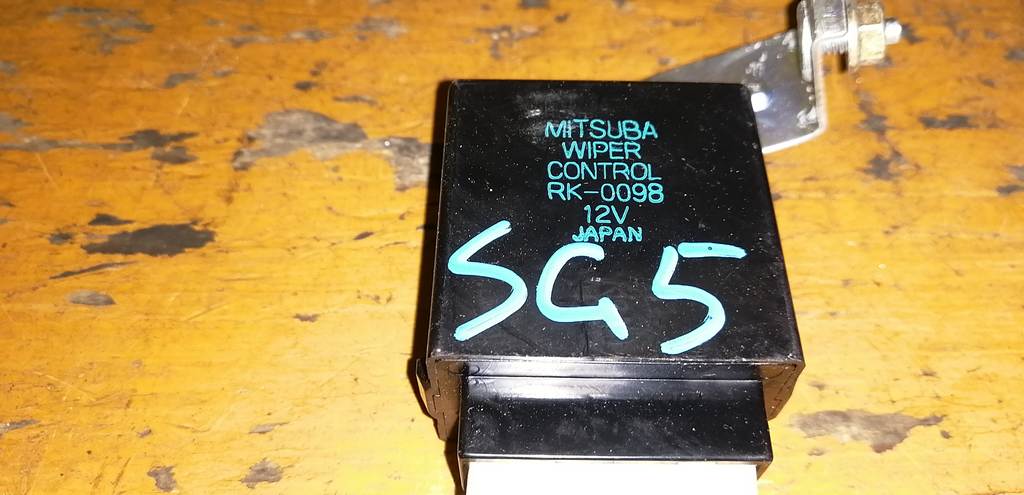 MITSUBA
WIPER
CONTROL
RK-0098
12V
JAPAN
SG5